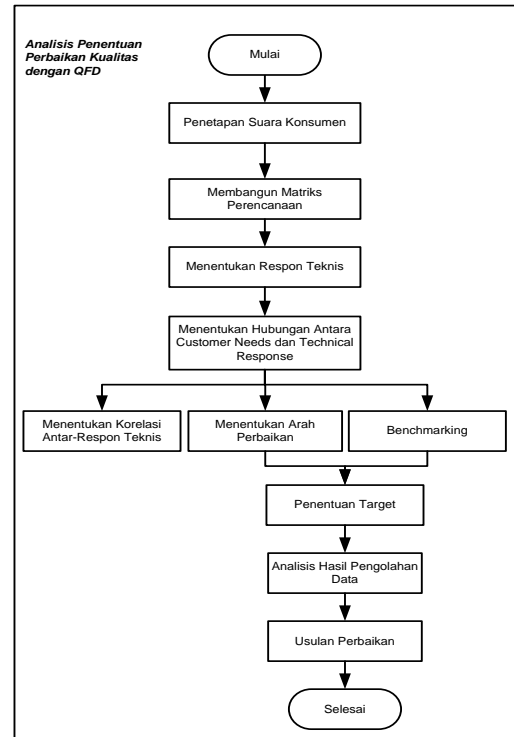 Analisis Penentuan
Perbaikan Kualitas
dengan QFD
Mulai
Penetapan Suara Konsumen
Membangun Matriks
Perencanaan
Menentukan Respon Teknis
Menentukan Hubungan Antara
Customer Needs dan Technical
Response
Menentukan Korelasi
Antar-Respon Teknis
Menentukan Arah
Perbaikan
Benchmarking
Penentuan Target
Analisis Hasil Pengolahan
Data
Usulan Perbaikan
Selesai